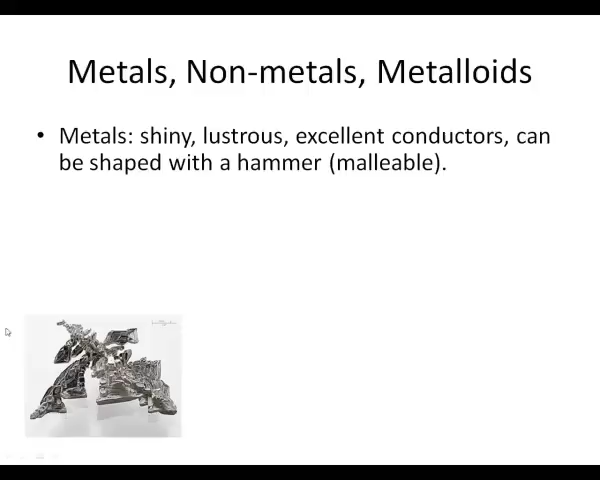 Metals, Non-metals, Metalloids
• Metals: shiny, lustrous, excellent conductors, can
be shaped with a hammer (malleable).